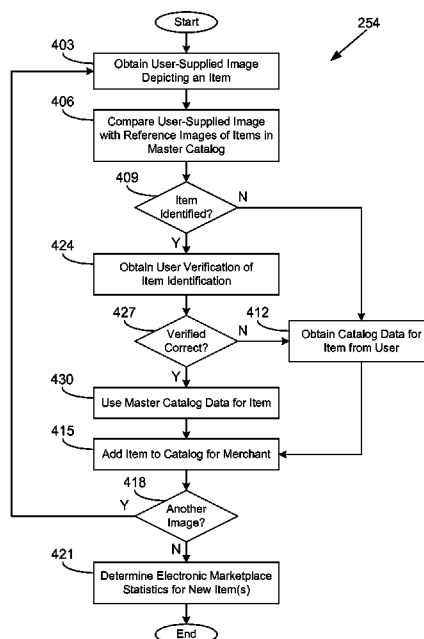 Start
254
403
Obtain User-Supplied Image
Depicting an Item
406
Compare User-Supplied Image
with Reference Images of Items in
Master Catalog
409
Item
Identified?
N
Y
424
Obtain User Verification of
Item Identification
427
Verified
Correct?
N
412
Obtain Catalog Data for
Item from User
Y
430
Use Master Catalog Data for Item
415
Add Item to Catalog for Merchant
418
Y
Another
Image?
N
421
Determine Electronic Marketplace
Statistics for New Item(s)
End